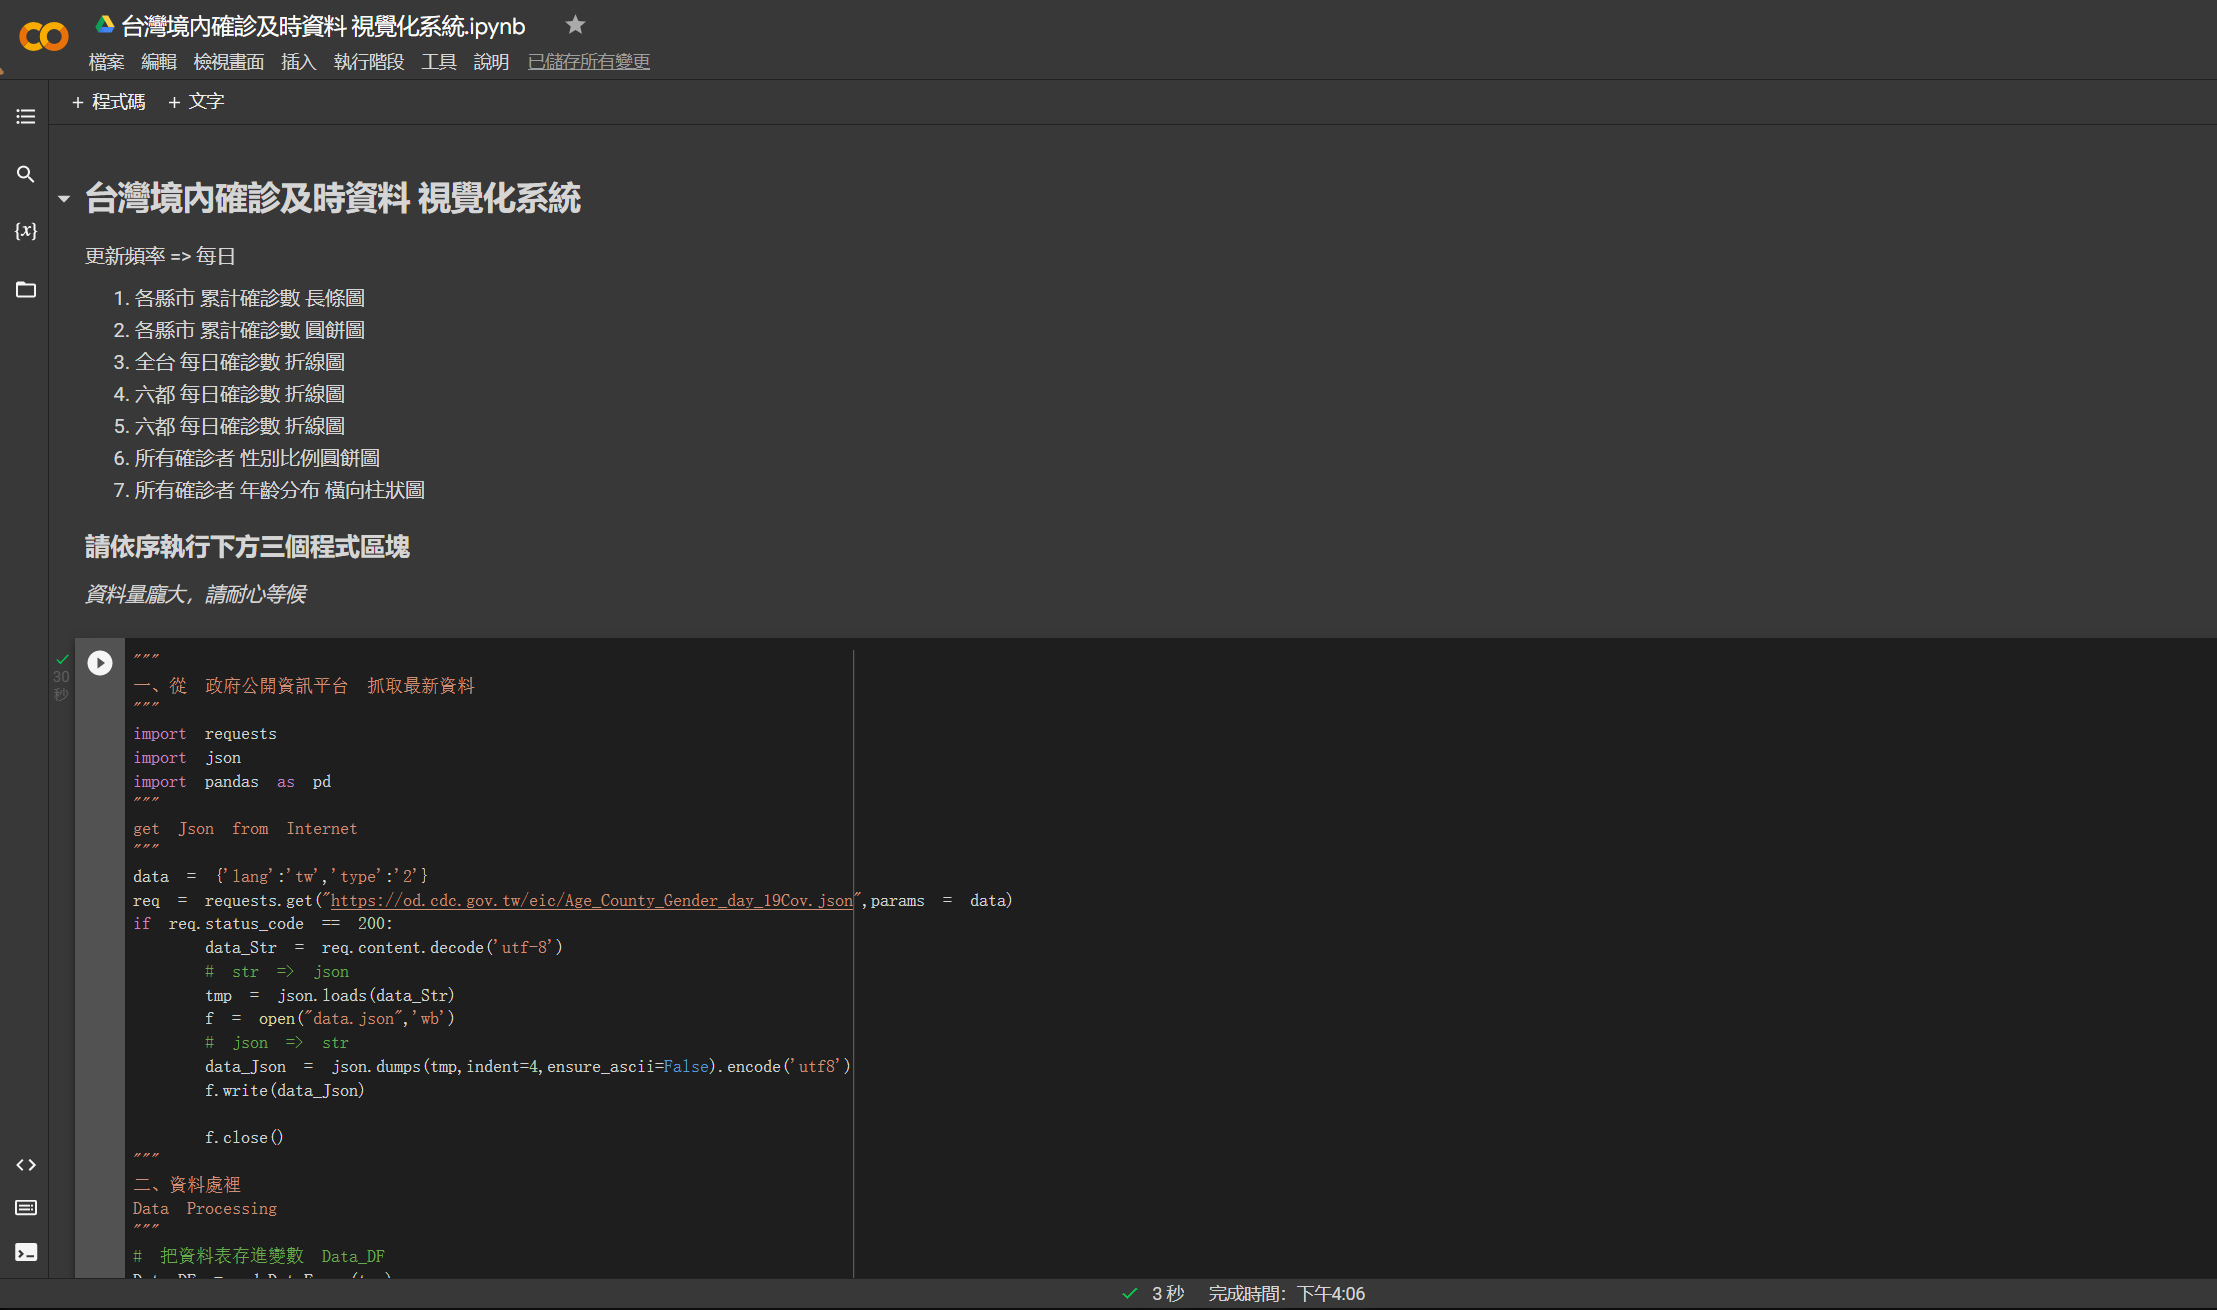 台灣境內確診及時資料 視覺化系統.ipynb
檔案 編輯 檢視畫面 插入 執行階段 工具 說明 已儲存所有變更
+ 程式碼 + 文字
台灣境內確診及時資料 視覺化系統
更新頻率 => 每日
1. 各縣市 累計確診數 長條圖
2. 各縣市 累計確診數 圓餅圖
3. 全台 每日確診數 折線圖
4. 六都 每日確診數 折線圖
5. 六都 每日確診數 折線圖
6. 所有確診者 性別比例圓餅圖
7. 所有確診者 年齡分布 橫向柱狀圖
請依序執行下方三個程式區塊
資料量龐大，請耐心等候
30
秒
"""
一、從 政府公開資訊平台 抓取最新資料
"""
import requests
import json
import pandas as pd
"""
get Json from Internet
"""
data = {'lang':'tw','type':'2'}
req = requests.get("https://od.cdc.gov.tw/eic/Age_County_Gender_day_19Cov.json",params = data)
if req.status_code == 200:
data_Str = req.content.decode('utf-8')
# str => json
tmp = json.loads(data_Str)
f = open("data.json",'wb')
# json => str
data_Json = json.dumps(tmp,indent=4,ensure_ascii=False).encode('utf8')
f.write(data_Json)
f.close()
"""
二、資料處裡
Data Processing
"""
# 把資料表存進變數 Data_DF
3 秒 完成時間：下午4:06